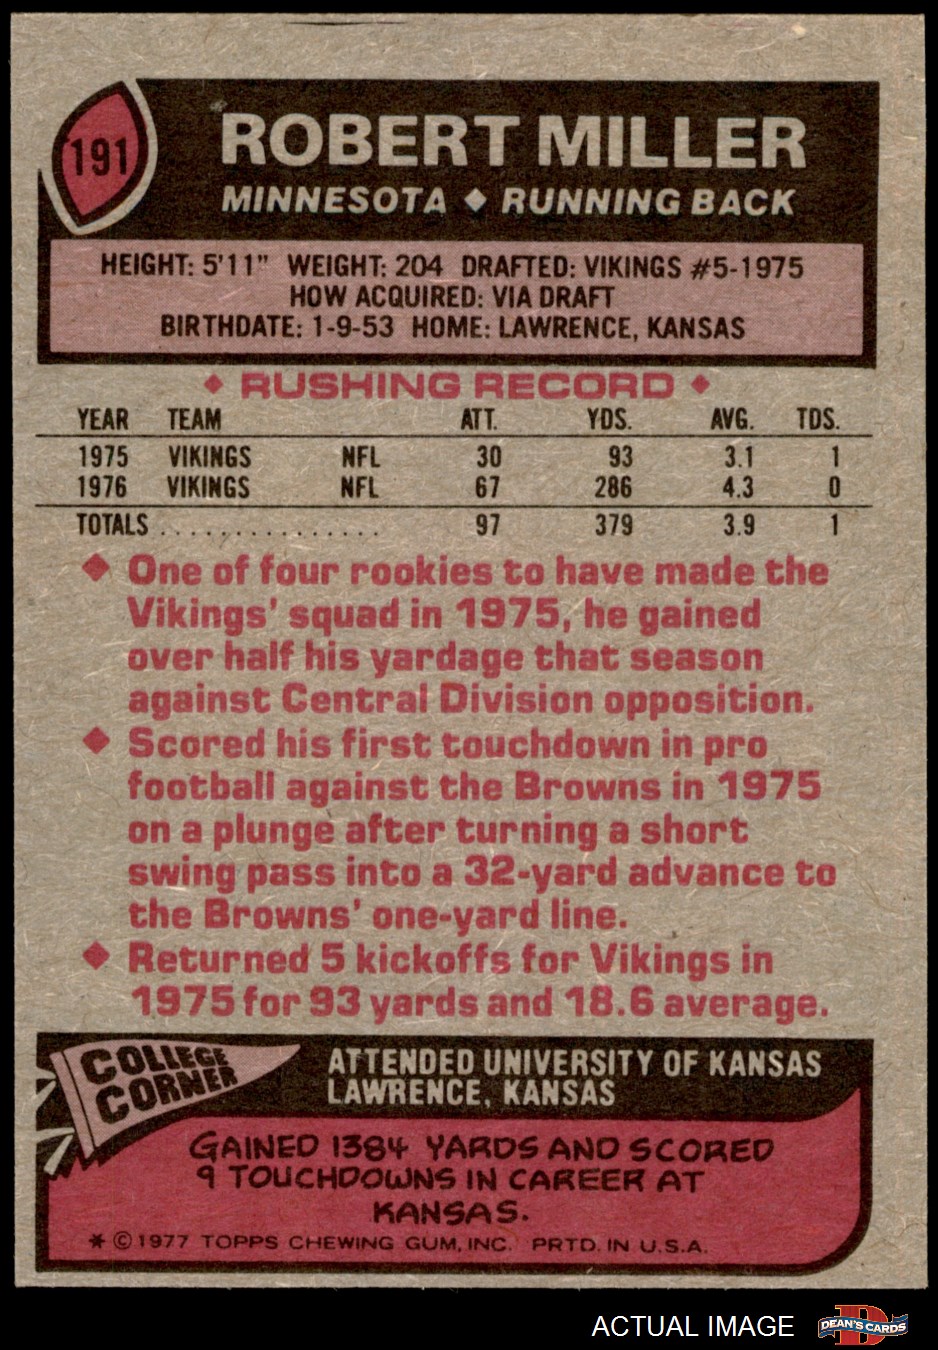 191
ROBERT MILLER
MINNESOTA ◆ RUNNING BACK
HEIGHT: 5'11" WEIGHT: 204 DRAFTED: VIKINGS #5-1975
HOW ACQUIRED: VIA DRAFT
BIRTHDATE: 1-9-53 HOME: LAWRENCE, KANSAS
◆ RUSHING RECORD ◆
YEAR TEAM ATT. YDS. AVG. TDS.
1975 VIKINGS NFL 30 93 3.1 1
1976 VIKINGS NFL 67 286 4.3 0
TOTALS . . . . . . . . . . . . . . . 97 379 3.9 1
◆ One of four rookies to have made the
Vikings' squad in 1975, he gained
over half his yardage that season
against Central Division opposition.
◆ Scored his first touchdown in pro
football against the Browns in 1975
on a plunge after turning a short
swing pass into a 32-yard advance to
the Browns' one-yard line.
◆ Returned 5 kickoffs for Vikings in
1975 for 93 yards and 18.6 average.
COLLEGE
CORNER
ATTENDED UNIVERSITY OF KANSAS
LAWRENCE, KANSAS
GAINED 1384 YARDS AND SCORED
9 TOUCHDOWNS IN CAREER AT
KANSAS.
* © 1977 TOPPS CHEWING GUM, INC. PRTD. IN U.S.A.
ACTUAL IMAGE
D
DEAN'S CARDS